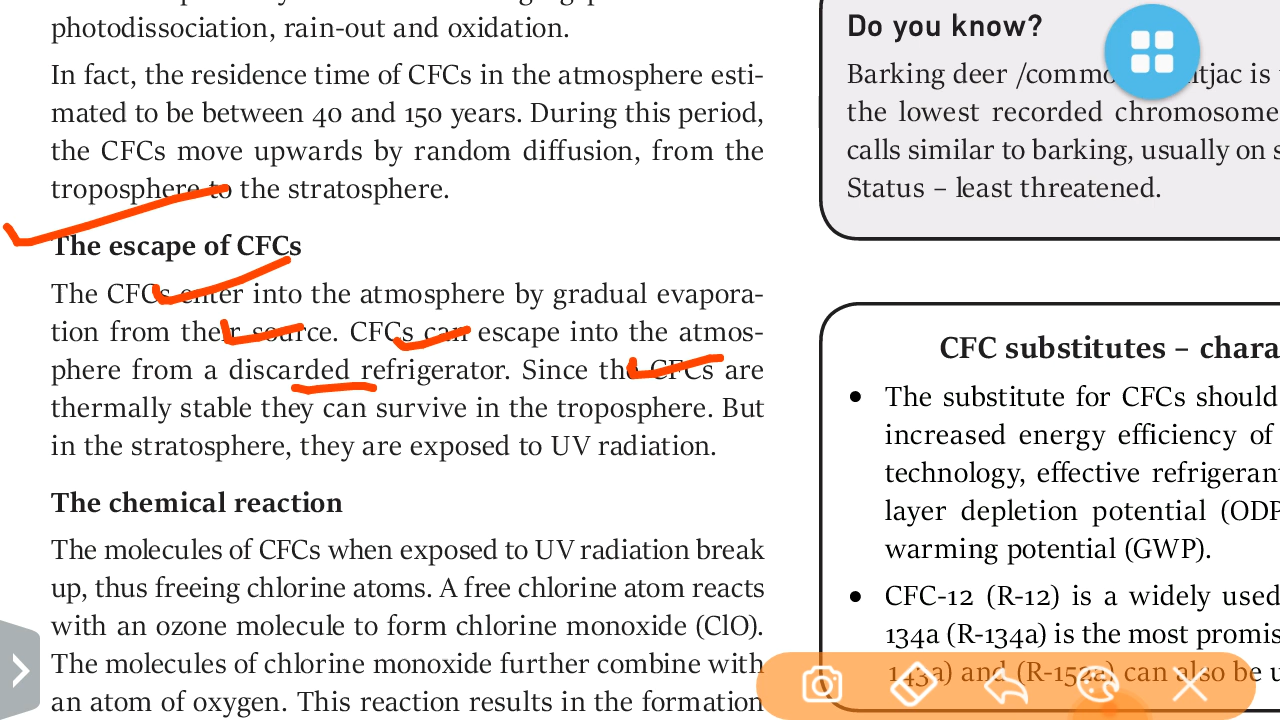 photodissociation, rain-out and oxidation.
In fact, the residence time of CFCs in the atmosphere esti-
mated to be between 40 and 150 years. During this period,
the CFCs move upwards by random diffusion, from the
troposphere to the stratosphere.
The escape of CFCs
The CFCs enter into the atmosphere by gradual evapora-
tion from their source. CFCs can escape into the atmos-
phere from a discarded refrigerator. Since the CFCs are
thermally stable they can survive in the troposphere. But
in the stratosphere, they are exposed to UV radiation.
The chemical reaction
The molecules of CFCs when exposed to UV radiation break
up, thus freeing chlorine atoms. A free chlorine atom reacts
with an ozone molecule to form chlorine monoxide (ClO).
The molecules of chlorine monoxide further combine with
an atom of oxygen. This reaction results in the formation
Do you know?
Barking deer /commo tjac is
the lowest recorded chromosome
calls similar to barking, usually on s
Status – least threatened.
CFC substitutes – chara
• The substitute for CFCs should
increased energy efficiency of
technology, effective refrigeran
layer depletion potential (ODP
warming potential (GWP).
• CFC-12 (R-12) is a widely used
134a (R-134a) is the most promis
143a) and (R-152a) can also be u